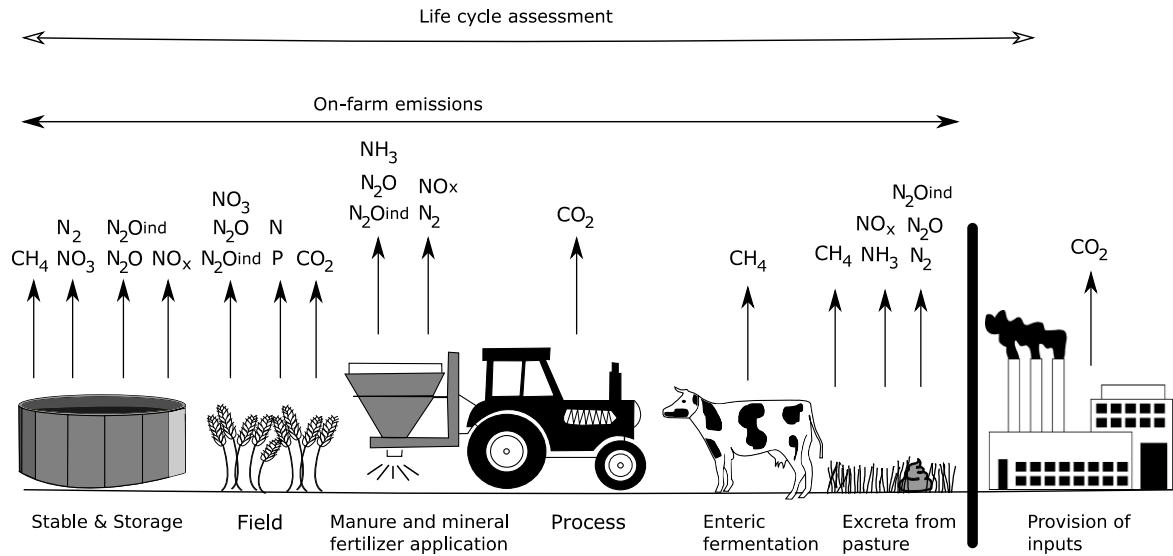 Life cycle assessment
On-farm emissions
NH₃
N₂O
N₂Oind
NOx
N₂
N₂
NO₃
CH₄
N₂Oind
N₂O
NOx
NO₃
N₂O
N₂Oind
N
P
CO₂
CO₂
CH₄
CH₄
NOx
NH₃
N₂Oind
N₂O
N₂
CO₂
Stable & Storage
Field
Manure and mineral
fertilizer application
Process
Enteric
fermentation
Excreta from
pasture
Provision of
inputs